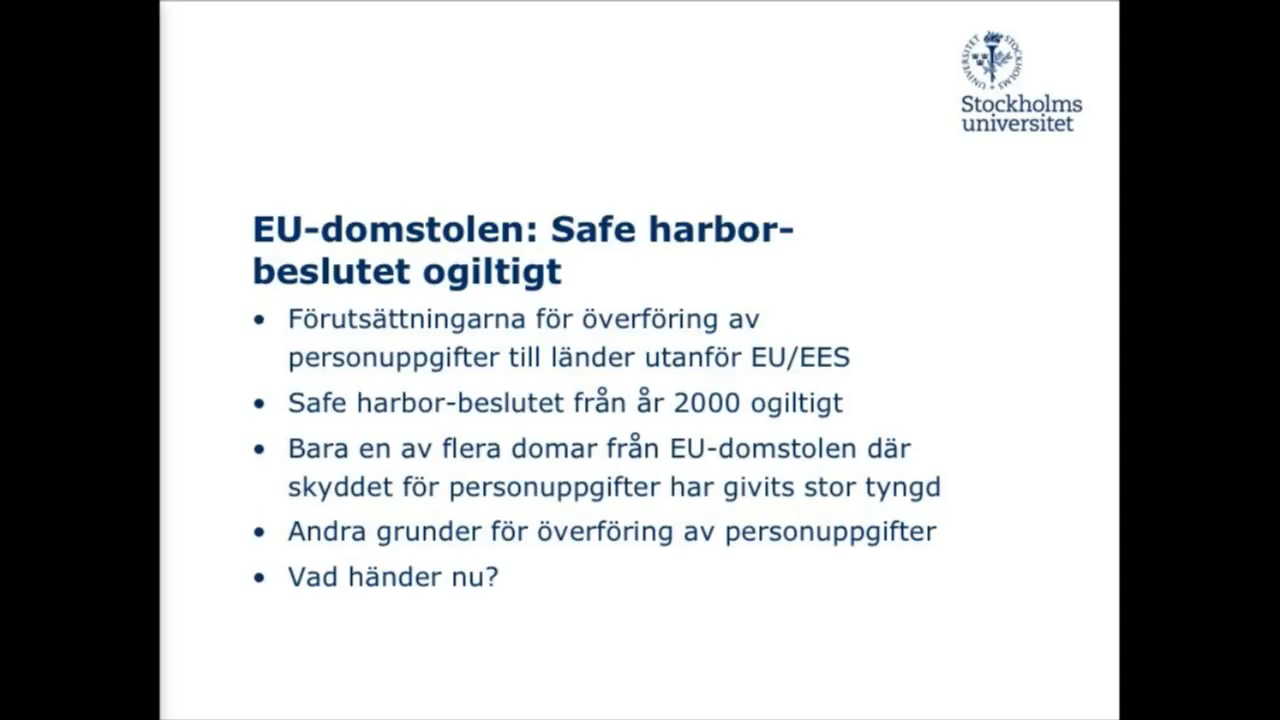 STOCKHOLMS UNIVERSITET
Stockholms
universitet
EU-domstolen: Safe harbor-
beslutet ogiltigt
• Förutsättningarna för överföring av
personuppgifter till länder utanför EU/EES
• Safe harbor-beslutet från år 2000 ogiltigt
• Bara en av flera domar från EU-domstolen där
skyddet för personuppgifter har givits stor tyngd
• Andra grunder för överföring av personuppgifter
• Vad händer nu?